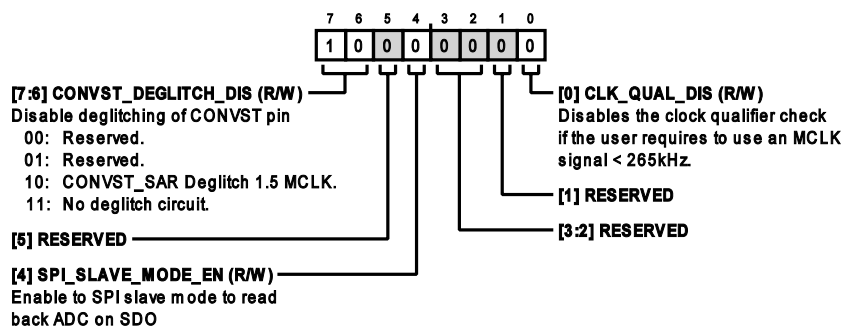 7 6 5 4 3 2 1 0
1 0 0 0 0 0 0 0
[7:6] CONVST_DEGLITCH_DIS (R/W)
Disable deglitching of CONVST pin
00: Reserved.
01: Reserved.
10: CONVST_SAR Deglitch 1.5 MCLK.
11: No deglitch circuit.
[5] RESERVED
[4] SPI_SLAVE_MODE_EN (R/W)
Enable to SPI slave mode to read
back ADC on SDO
[0] CLK_QUAL_DIS (R/W)
Disables the clock qualifier check
if the user requires to use an MCLK
signal < 265kHz.
[1] RESERVED
[3:2] RESERVED